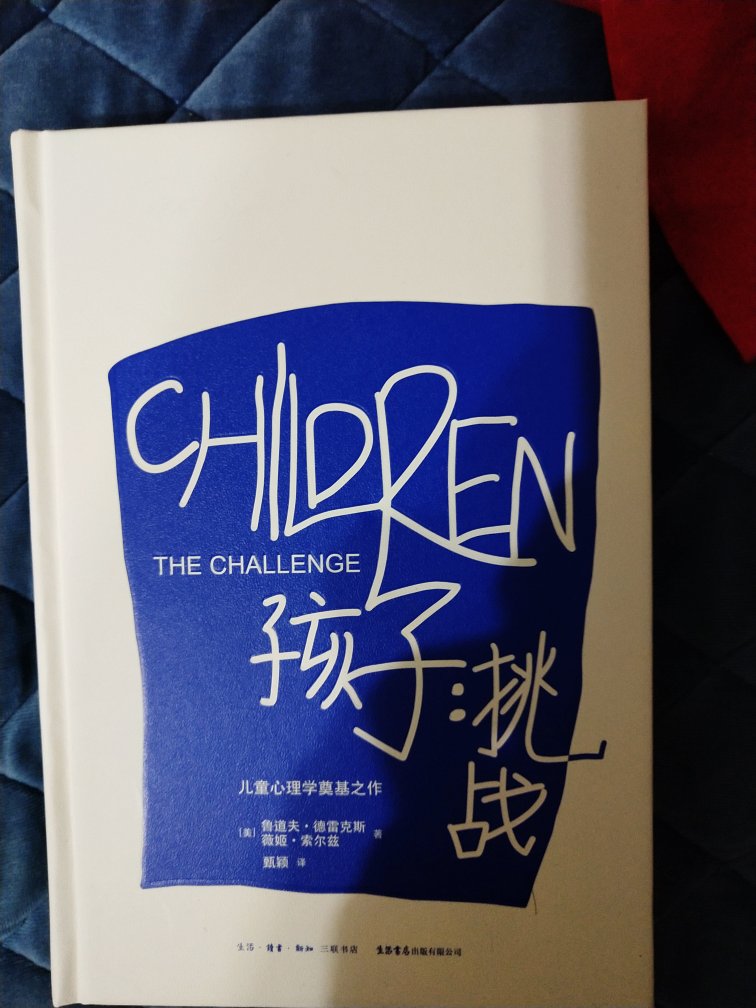 CHILDREN
THE CHALLENGE
孩子:挑
战
儿童心理学奠基之作
[美] 鲁道夫·德雷克斯
薇姬·索尔兹 著
甄颖 译
生活·讀書·新知 三联书店 生活書店出版有限公司